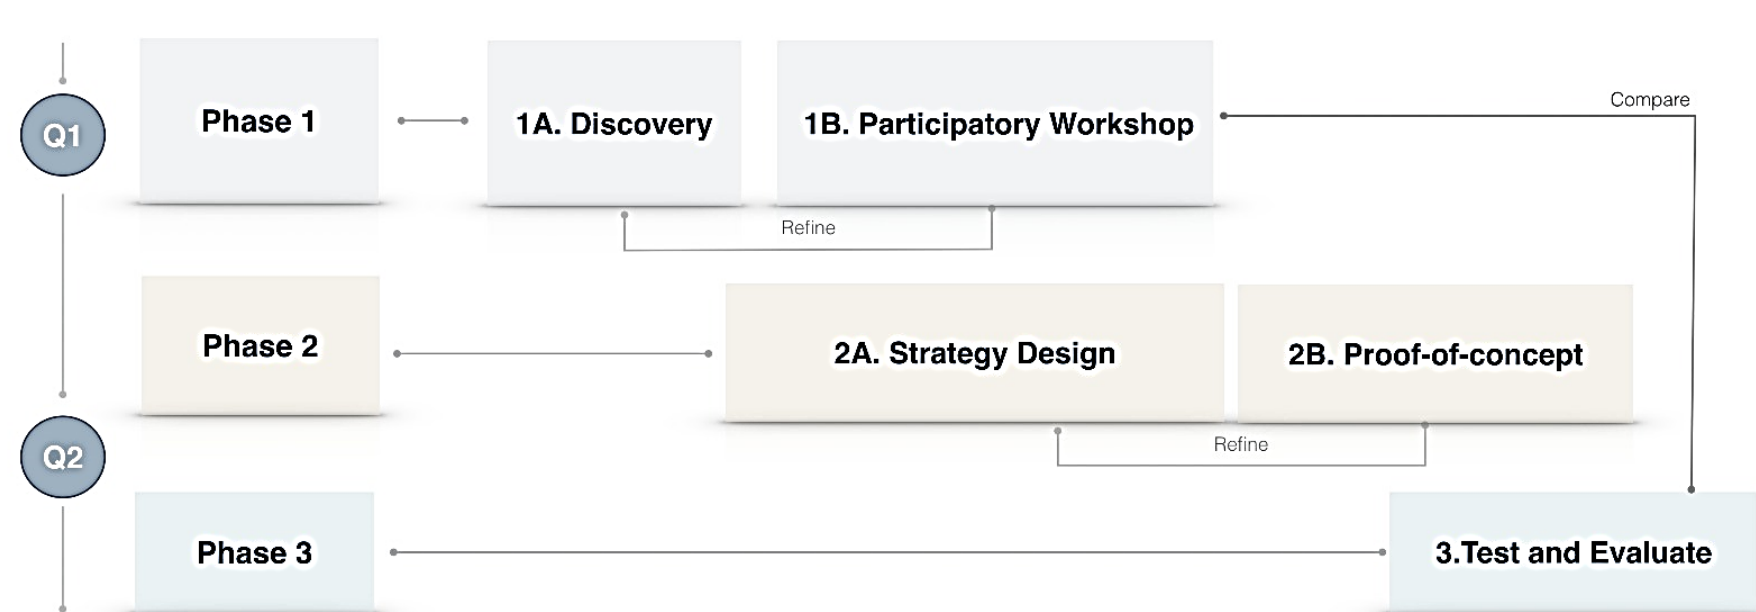 Q1
Phase 1
1A. Discovery
1B. Participatory Workshop
Compare
Refine
Phase 2
2A. Strategy Design
2B. Proof-of-concept
Refine
Q2
Phase 3
3.Test and Evaluate